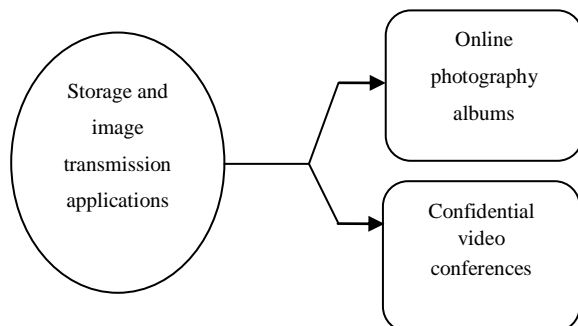 Storage and
image
transmission
applications
Online
photography
albums
Confidential
video
conferences